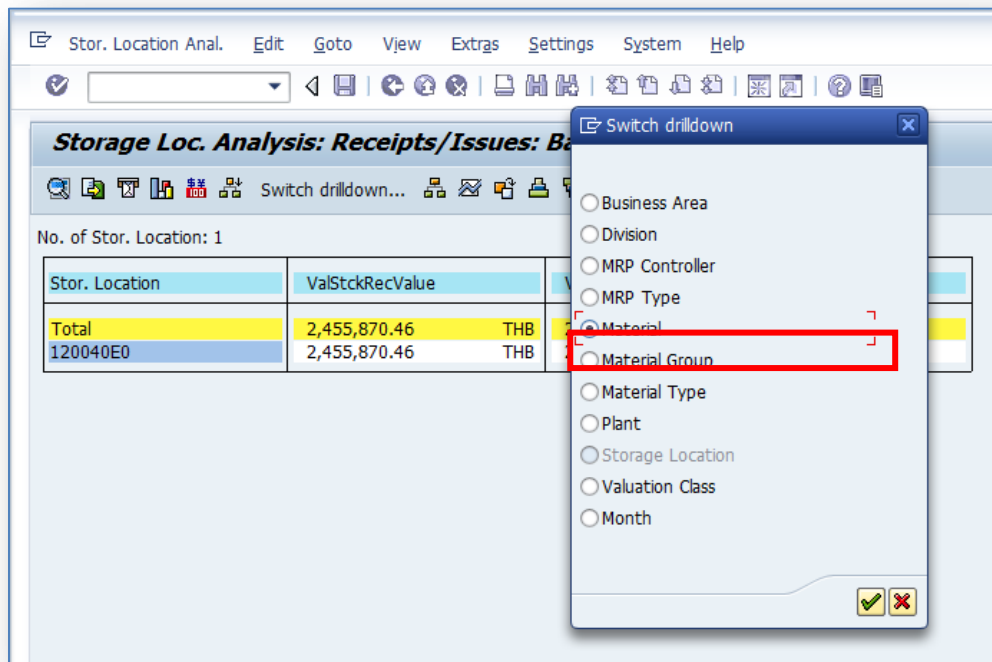 Stor. Location Anal. Edit Goto View Extras Settings System Help
Storage Loc. Analysis: Receipts/Issues: Ba
Switch drilldown...
No. of Stor. Location: 1
Stor. Location ValStckRecValue
Total 2,455,870.46 THB 2
120040E0 2,455,870.46 THB
Switch drilldown
Business Area
Division
MRP Controller
MRP Type
Material
Material Group
Material Type
Plant
Storage Location
Valuation Class
Month